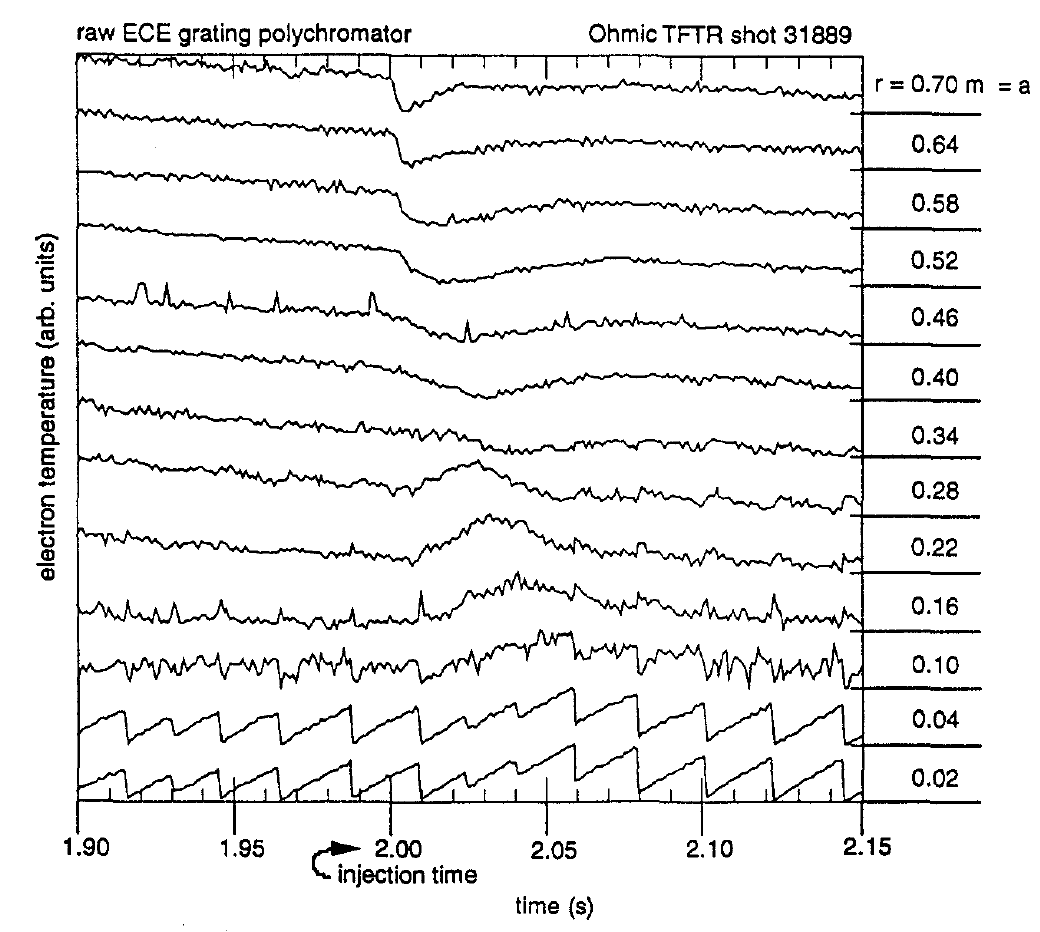 raw ECE grating polychromator
Ohmic TFTR shot 31889
electron temperature (arb. units)
r = 0.70 m = a
0.64
0.58
0.52
0.46
0.40
0.34
0.28
0.22
0.16
0.10
0.04
0.02
1.90 1.95 2.00 2.05 2.10 2.15
injection time
time (s)